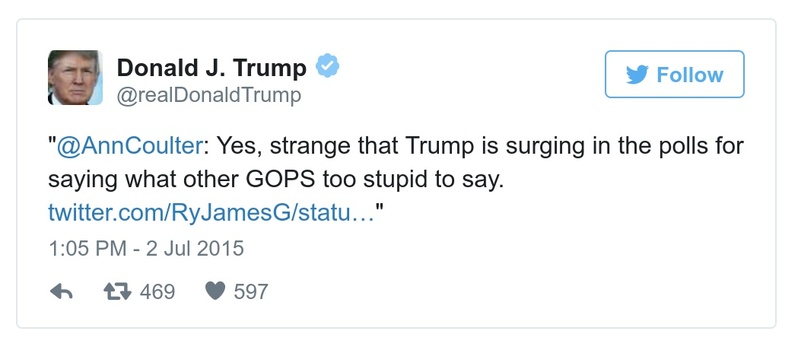 Donald J. Trump
@realDonaldTrump
Follow
"@AnnCoulter: Yes, strange that Trump is surging in the polls for
saying what other GOPS too stupid to say.
twitter.com/RyJamesG/statu…"
1:05 PM - 2 Jul 2015
469 597